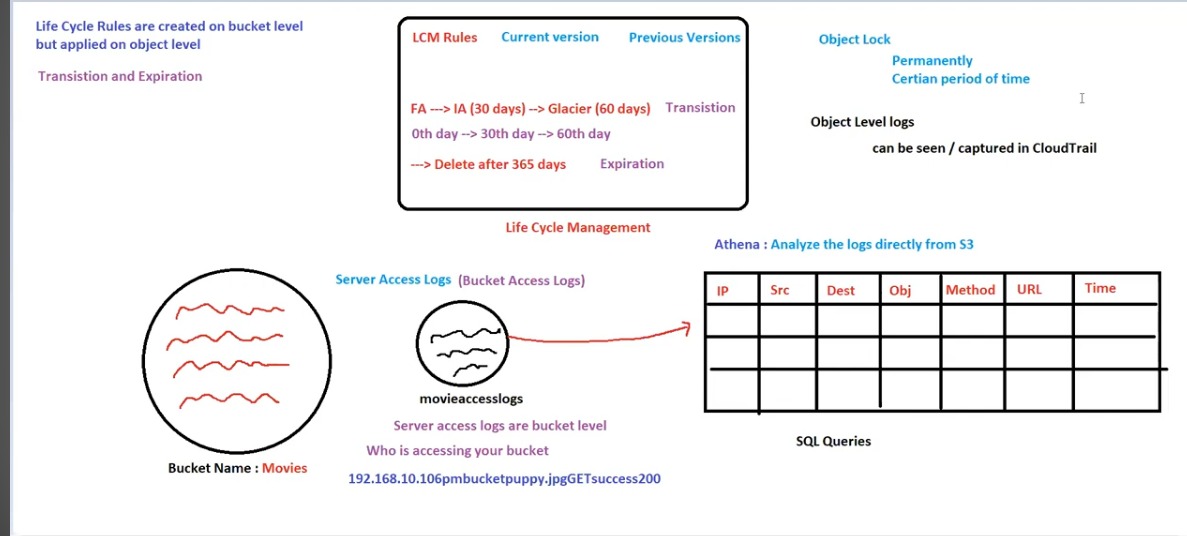 Life Cycle Rules are created on bucket level
but applied on object level
Transistion and Expiration
LCM Rules Current version Previous Versions
FA ---> IA (30 days) --> Glacier (60 days) Transistion
0th day --> 30th day --> 60th day
---> Delete after 365 days Expiration
Life Cycle Management
Object Lock
Permanently
Certian period of time
Object Level logs
can be seen / captured in CloudTrail
Athena : Analyze the logs directly from S3
Server Access Logs (Bucket Access Logs)
IP Src Dest Obj Method URL Time
movieaccesslogs
Server access logs are bucket level
Who is accessing your bucket
192.168.10.106pmbucketpuppy.jpgGETsuccess200
Bucket Name : Movies
SQL Queries